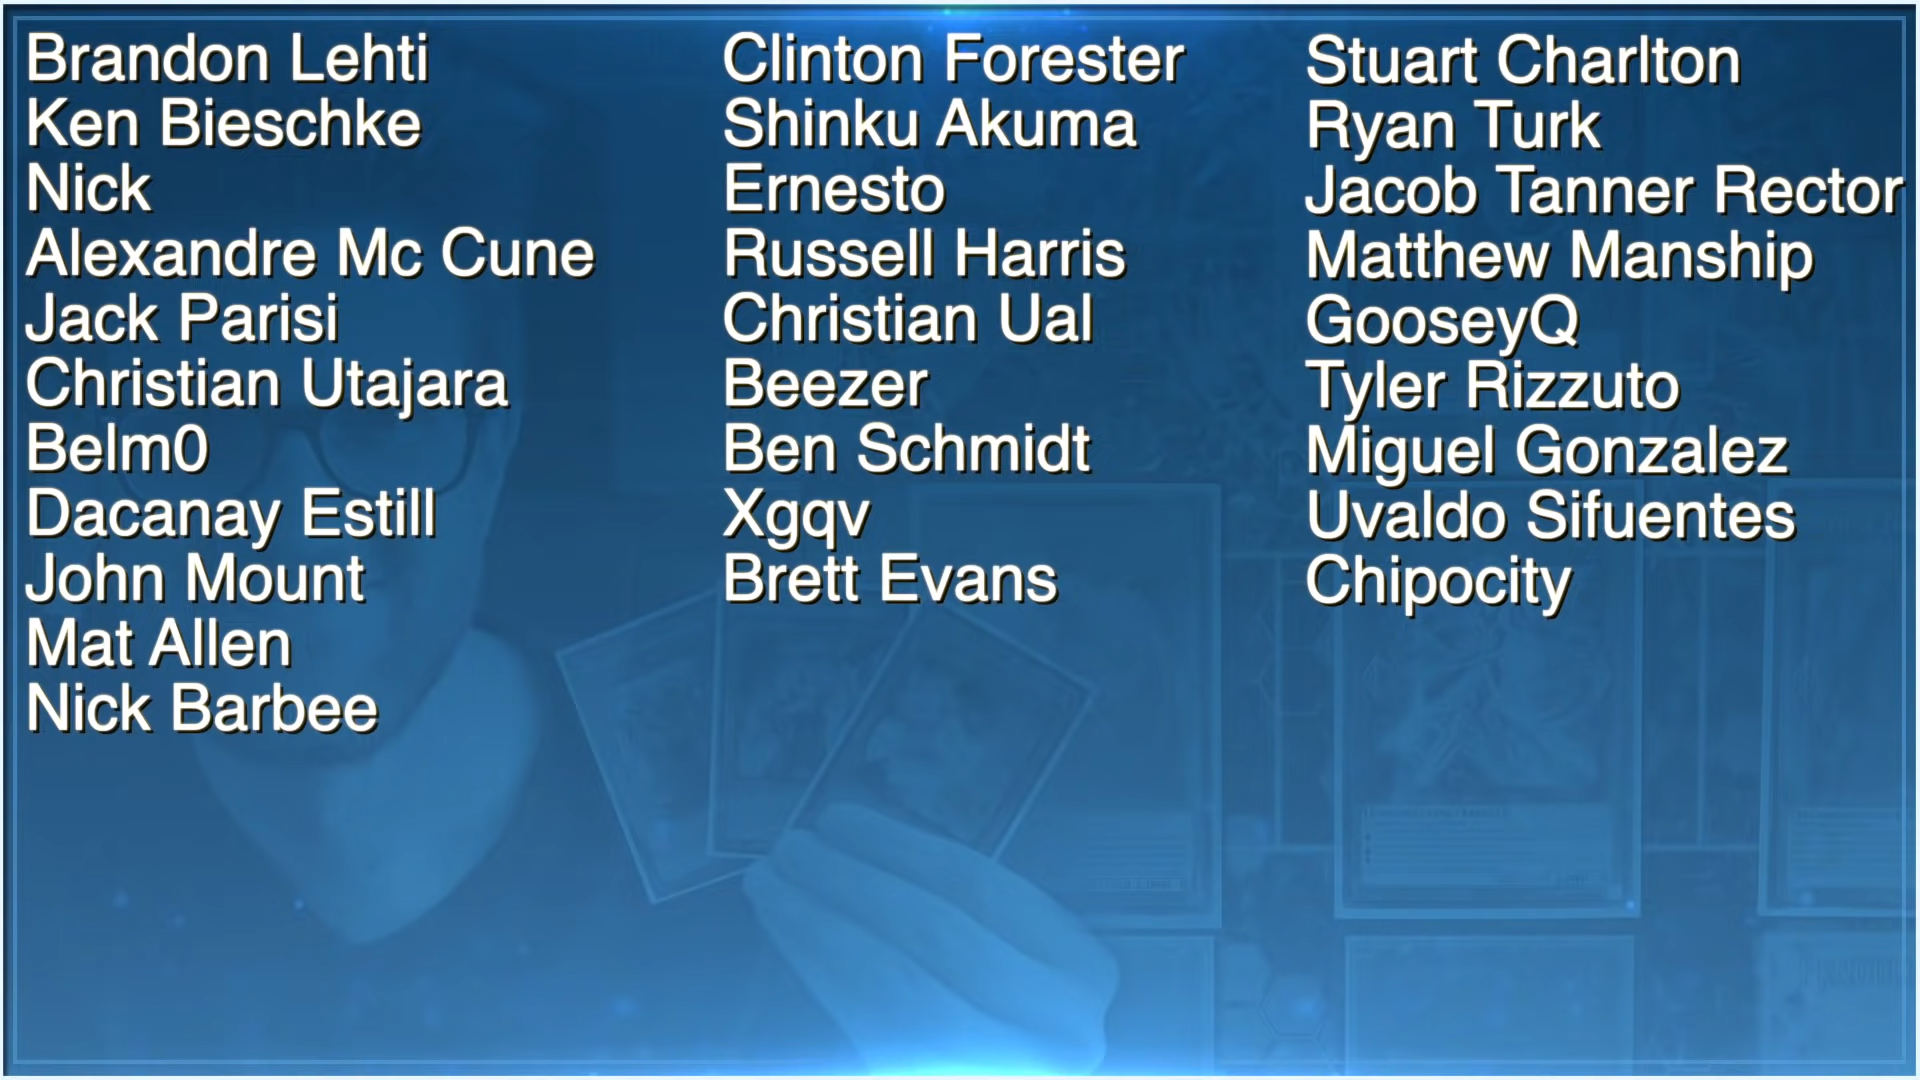 Brandon Lehti
Ken Bieschke
Nick
Alexandre Mc Cune
Jack Parisi
Christian Utajara
Belm0
Dacanay Estill
John Mount
Mat Allen
Nick Barbee
Clinton Forester
Shinku Akuma
Ernesto
Russell Harris
Christian Ual
Beezer
Ben Schmidt
Xgqv
Brett Evans
Stuart Charlton
Ryan Turk
Jacob Tanner Rector
Matthew Manship
GooseyQ
Tyler Rizzuto
Miguel Gonzalez
Uvaldo Sifuentes
Chipocity